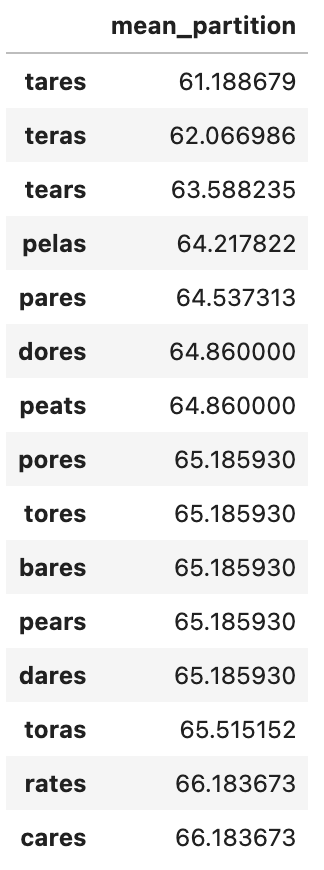 mean_partition
tares 61.188679
teras 62.066986
tears 63.588235
pelas 64.217822
pares 64.537313
dores 64.860000
peats 64.860000
pores 65.185930
tores 65.185930
bares 65.185930
pears 65.185930
dares 65.185930
toras 65.515152
rates 66.183673
cares 66.183673